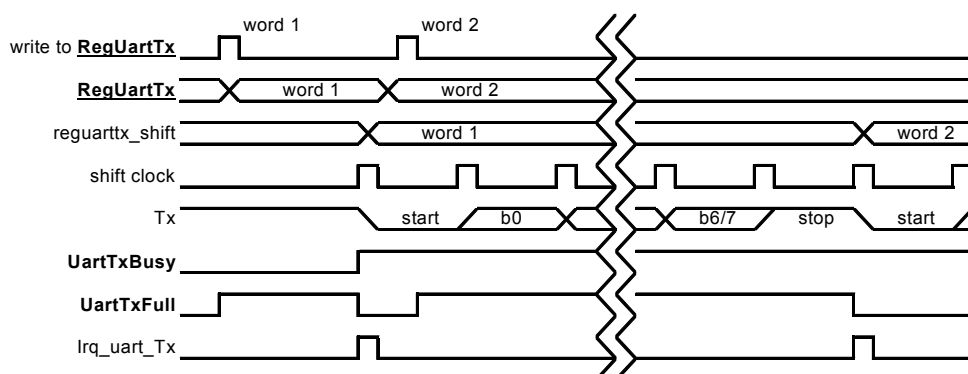 word 1 word 2
write to RegUartTx
RegUartTx word 1 word 2
reguarttx_shift word 1 word 2
shift clock
Tx start b0 b6/7 stop start
UartTxBusy
UartTxFull
Irq_uart_Tx